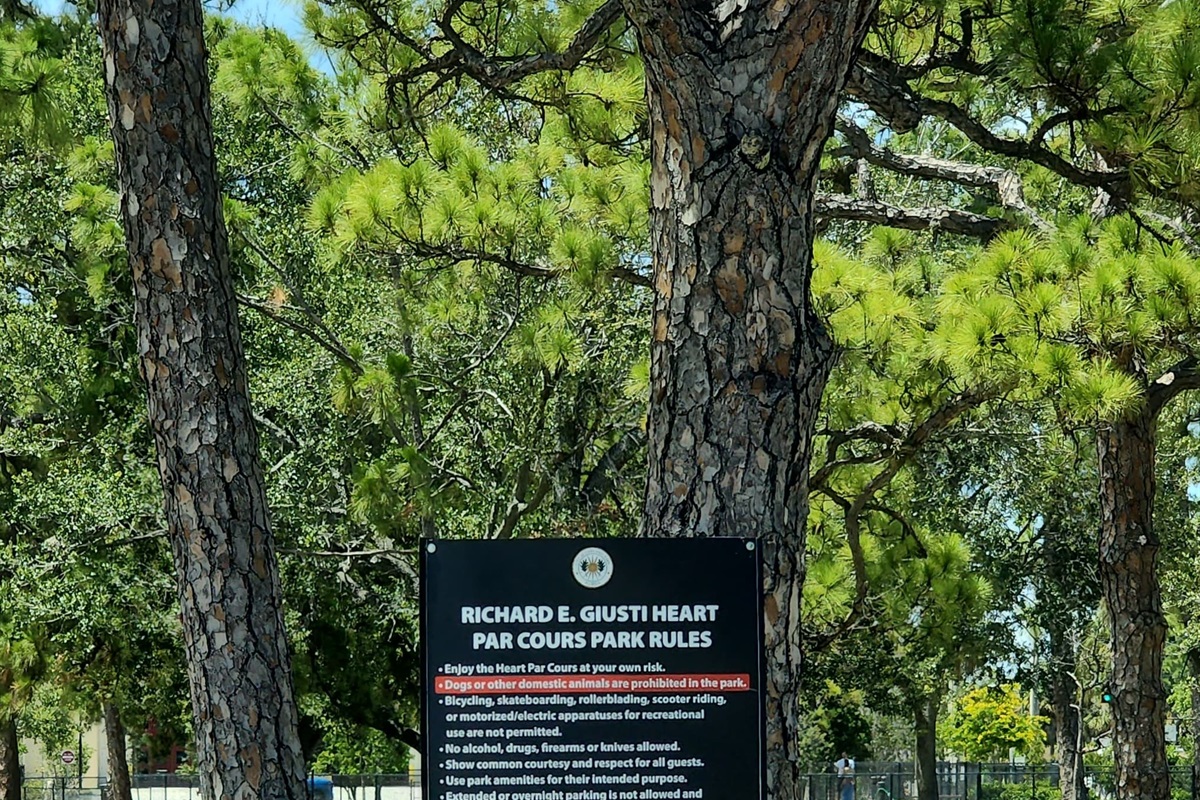 RICHARD E. GIUSTI HEART
PAR COURS PARK RULES
• Enjoy the Heart Par Cours at your own risk.
• Dogs or other domestic animals are prohibited in the park.
• Bicycling, skateboarding, rollerblading, scooter riding,
or motorized/electric apparatuses for recreational
use are not permitted.
• No alcohol, drugs, firearms or knives allowed.
• Show common courtesy and respect for all guests.
• Use park amenities for their intended purpose.
• Extended or overnight parking is not allowed and